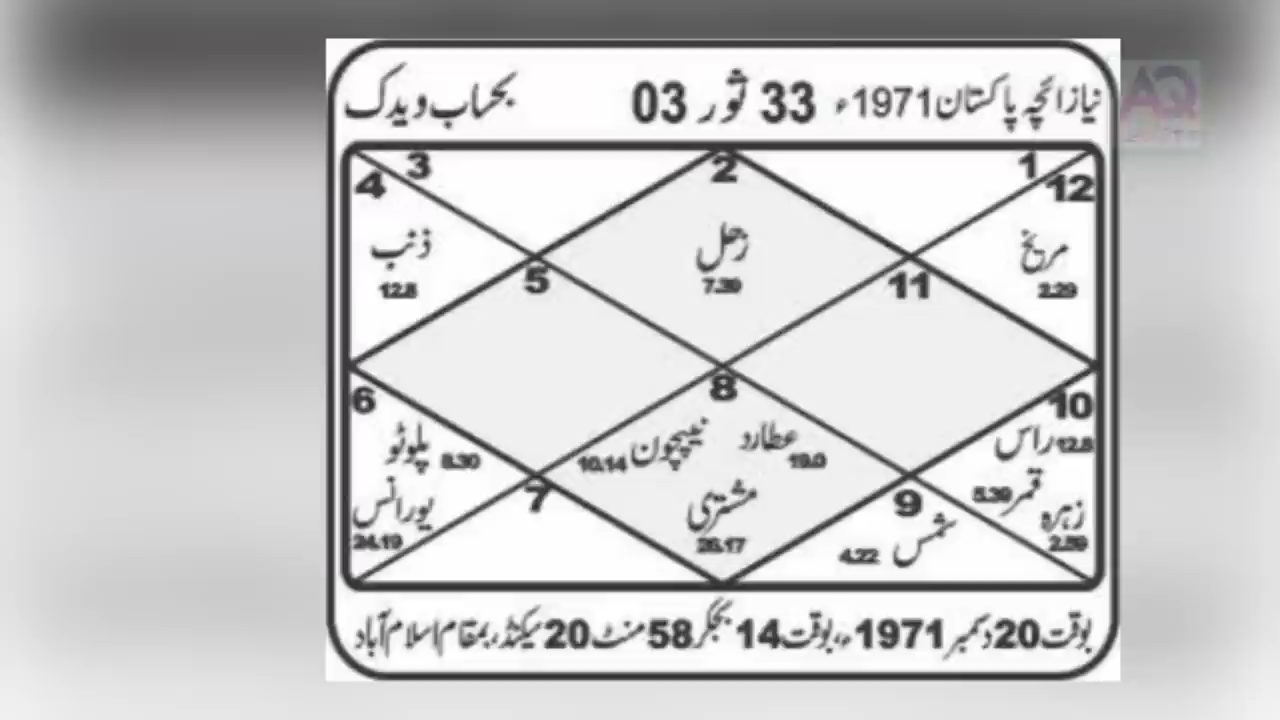 نیازائچہ پاکستان 1971ء 33 ثور 03 بحساب ویدک
3 2 1
4 12
ذنب زحل مریخ
12.8 7.39 2.29
5 11
6 8 10
پلوٹو 8.30 نیپچون 10.14 عطارد 19.0 راس 12.8
یورانس 24.19 مشتری 26.17 قمر 5.39 زہرہ 2.59
7 9
شمس 4.22
بوقت 20 دسمبر 1971ء، بوقت 14 بجکر 58 منٹ 20 سیکنڈ، بمقام اسلام آباد